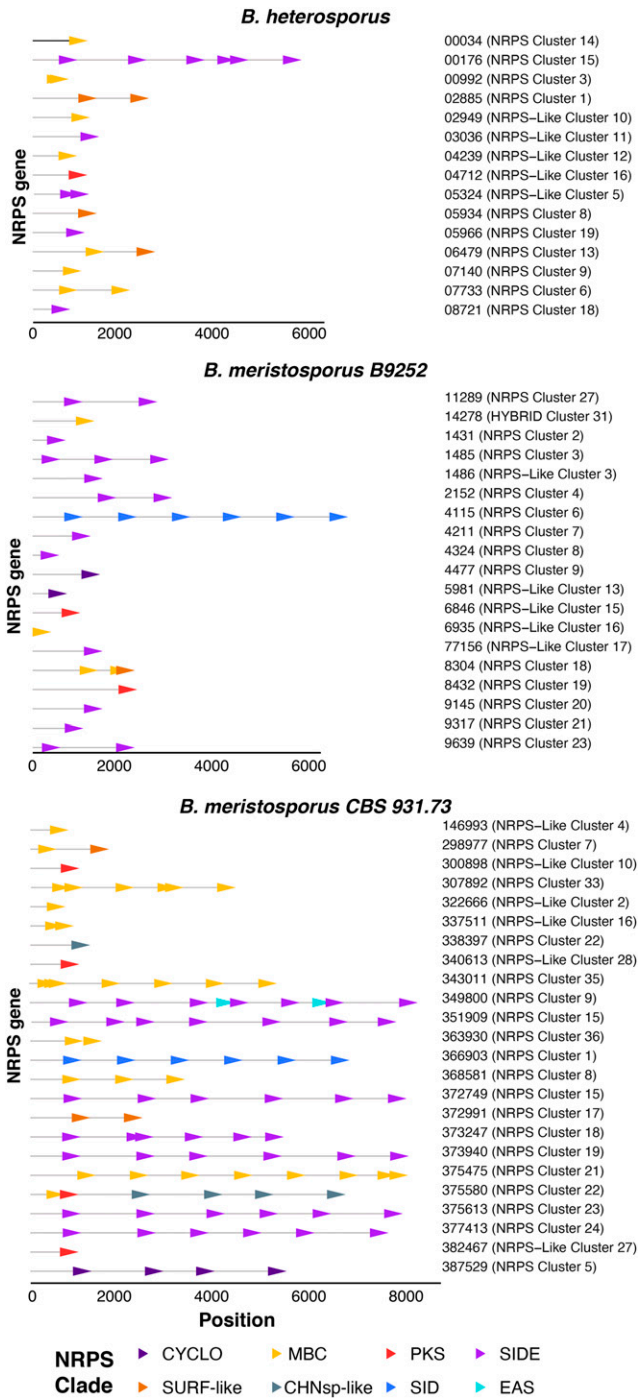 B. heterosporus
NRPS gene
00034 (NRPS Cluster 14)
00176 (NRPS Cluster 15)
00992 (NRPS Cluster 3)
02885 (NRPS Cluster 1)
02949 (NRPS-Like Cluster 10)
03036 (NRPS-Like Cluster 11)
04239 (NRPS-Like Cluster 12)
04712 (NRPS-Like Cluster 16)
05324 (NRPS-Like Cluster 5)
05934 (NRPS Cluster 8)
05966 (NRPS Cluster 19)
06479 (NRPS Cluster 13)
07140 (NRPS Cluster 9)
07733 (NRPS Cluster 6)
08721 (NRPS Cluster 18)
0 2000 4000 6000
B. meristosporus B9252
NRPS gene
11289 (NRPS Cluster 27)
14278 (HYBRID Cluster 31)
1431 (NRPS Cluster 2)
1485 (NRPS Cluster 3)
1486 (NRPS-Like Cluster 3)
2152 (NRPS Cluster 4)
4115 (NRPS Cluster 6)
4211 (NRPS Cluster 7)
4324 (NRPS Cluster 8)
4477 (NRPS Cluster 9)
5981 (NRPS-Like Cluster 13)
6846 (NRPS-Like Cluster 15)
6935 (NRPS-Like Cluster 16)
77156 (NRPS-Like Cluster 17)
8304 (NRPS Cluster 18)
8432 (NRPS Cluster 19)
9145 (NRPS Cluster 20)
9317 (NRPS Cluster 21)
9639 (NRPS Cluster 23)
0 2000 4000 6000
B. meristosporus CBS 931.73
NRPS gene
146993 (NRPS-Like Cluster 4)
298977 (NRPS Cluster 7)
300898 (NRPS-Like Cluster 10)
307892 (NRPS Cluster 33)
322666 (NRPS-Like Cluster 2)
337511 (NRPS-Like Cluster 16)
338397 (NRPS Cluster 22)
340613 (NRPS-Like Cluster 28)
343011 (NRPS Cluster 35)
349800 (NRPS Cluster 9)
351909 (NRPS Cluster 15)
363930 (NRPS Cluster 36)
366903 (NRPS Cluster 1)
368581 (NRPS Cluster 8)
372749 (NRPS Cluster 15)
372991 (NRPS Cluster 17)
373247 (NRPS Cluster 18)
373940 (NRPS Cluster 19)
375475 (NRPS Cluster 21)
375580 (NRPS Cluster 22)
375613 (NRPS Cluster 23)
377413 (NRPS Cluster 24)
382467 (NRPS-Like Cluster 27)
387529 (NRPS Cluster 5)
0 2000 4000 6000 8000
Position
NRPS Clade
CYCLO MBC PKS SIDE
SURF-like CHNsp-like SID EAS